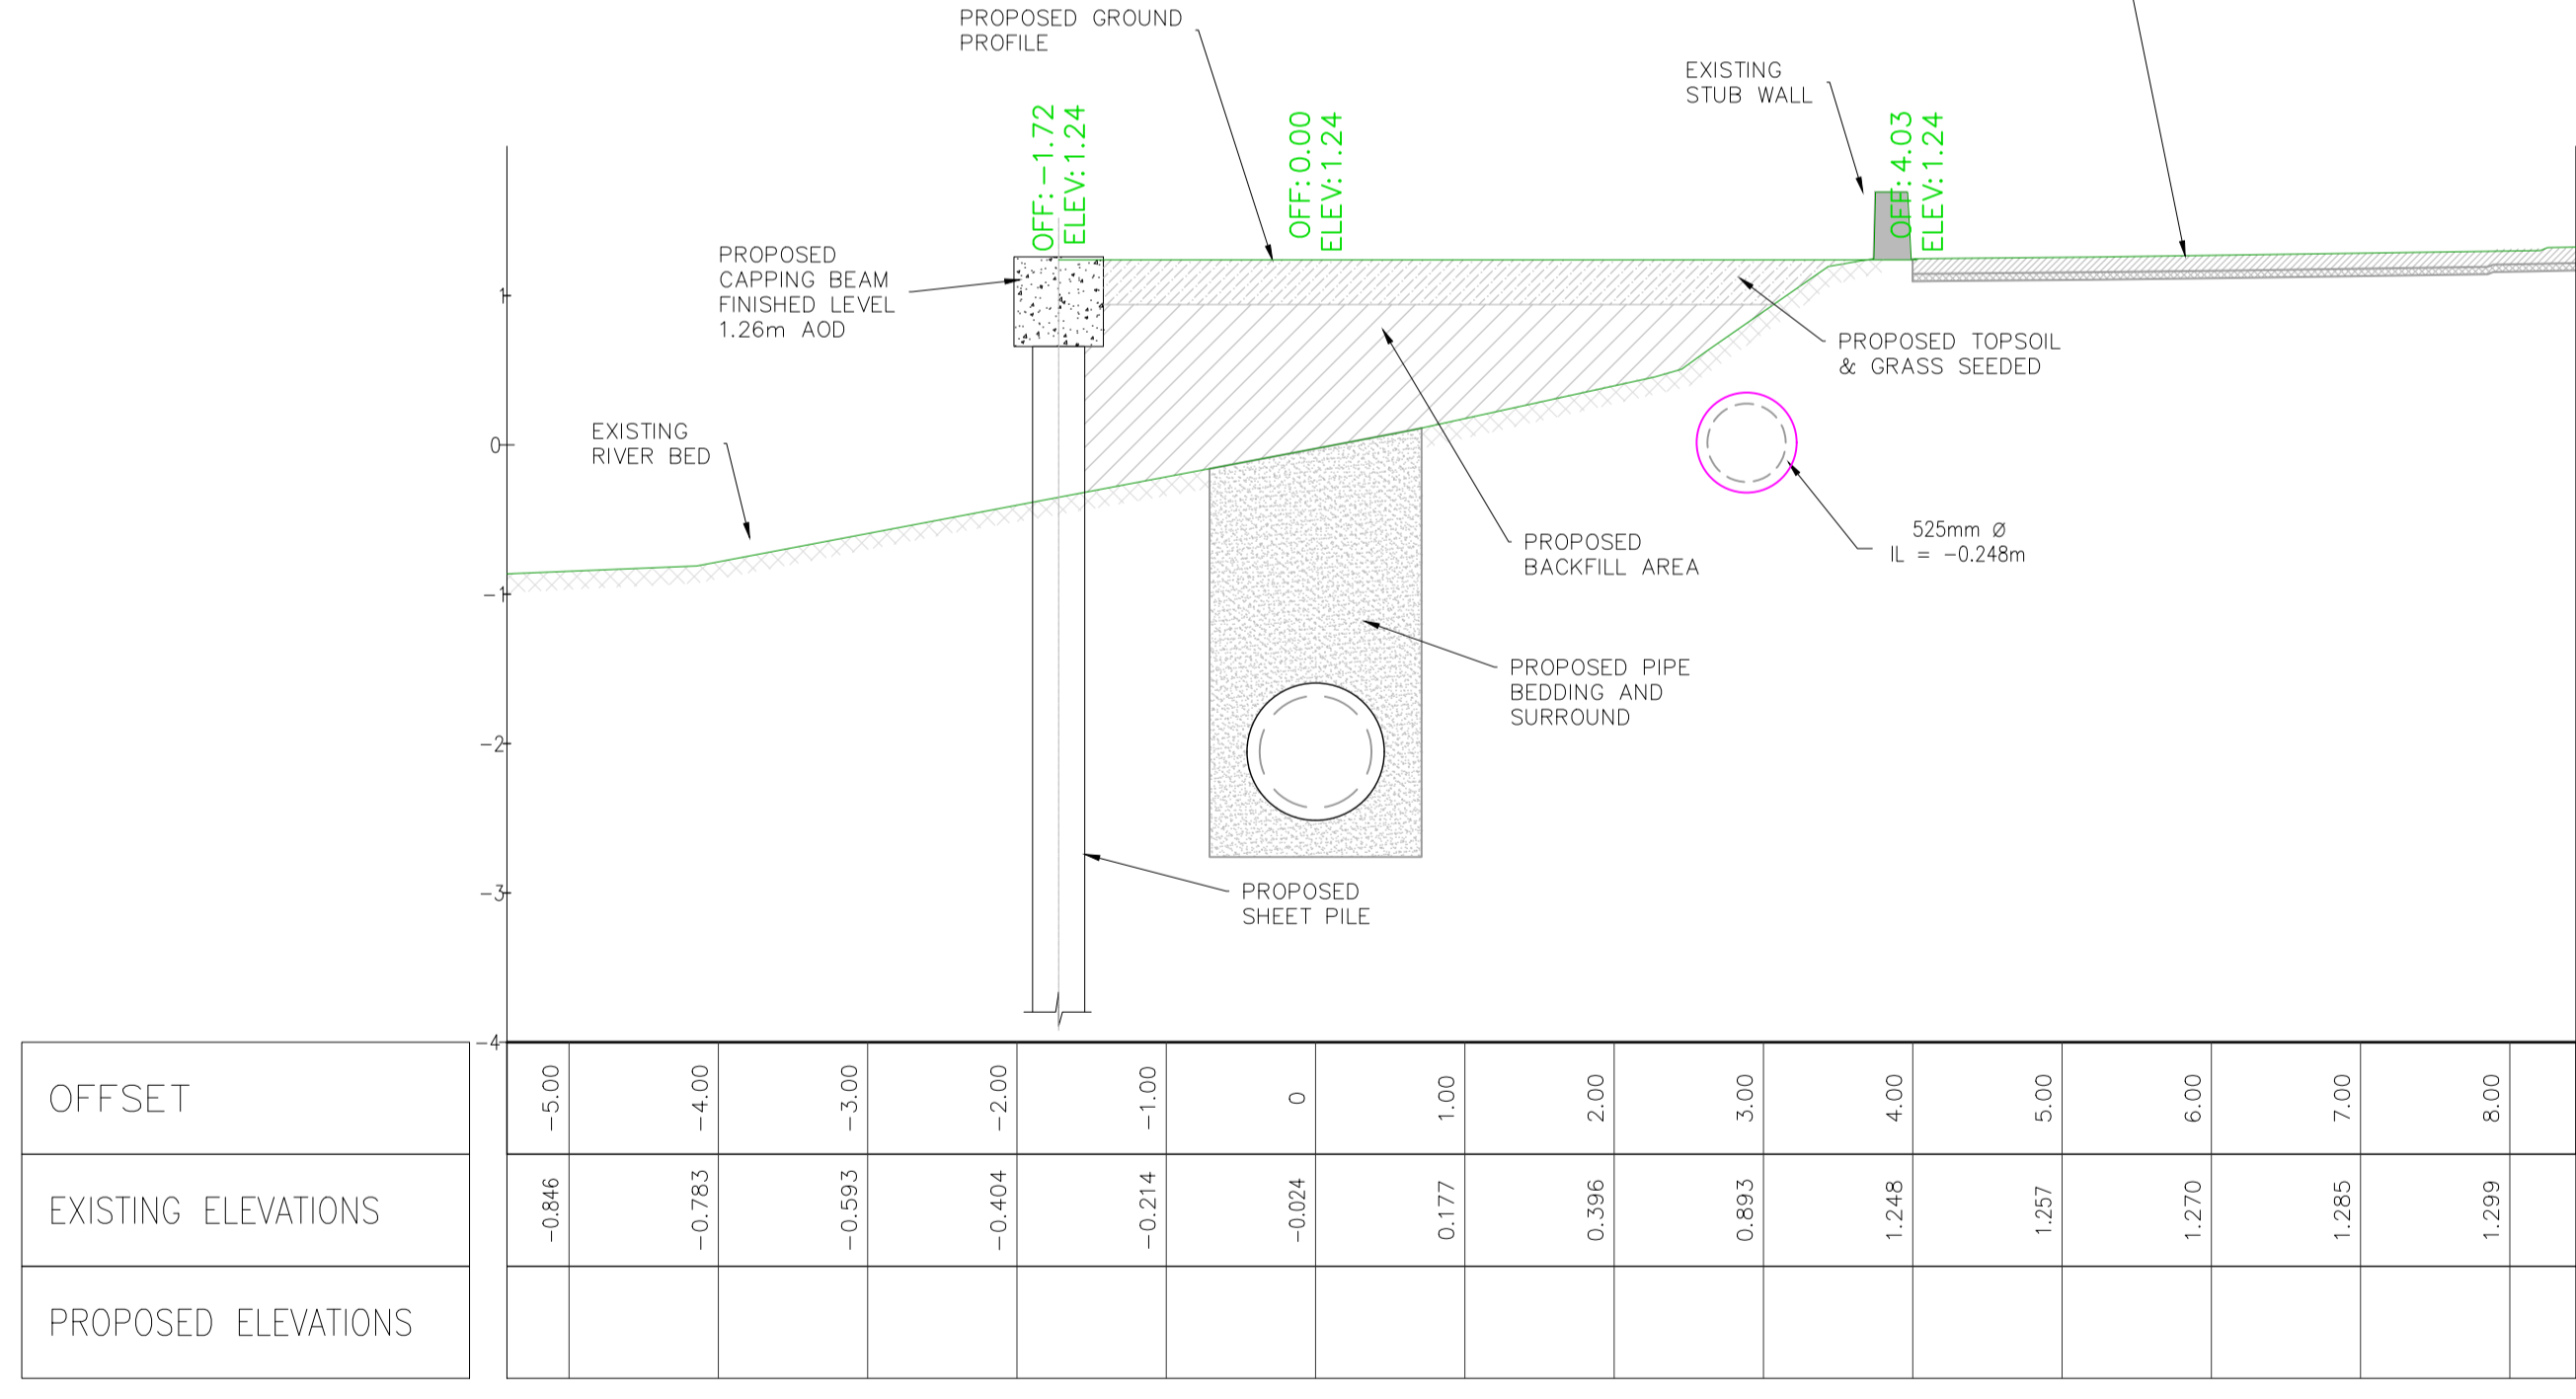 PROPOSED GROUND
PROFILE
EXISTING
STUB WALL
OFF:-1.72
ELEV:1.24
OFF:0.00
ELEV:1.24
OFF:4.03
ELEV:1.24
PROPOSED
CAPPING BEAM
FINISHED LEVEL
1.26m AOD
PROPOSED TOPSOIL
& GRASS SEEDED
EXISTING
RIVER BED
525mm Ø
IL = -0.248m
PROPOSED
BACKFILL AREA
PROPOSED PIPE
BEDDING AND
SURROUND
PROPOSED
SHEET PILE
1
0
-1
-2
-3
-4
OFFSET -5.00 -4.00 -3.00 -2.00 -1.00 0 1.00 2.00 3.00 4.00 5.00 6.00 7.00 8.00
EXISTING ELEVATIONS -0.846 -0.783 -0.593 -0.404 -0.214 -0.024 0.177 0.396 0.893 1.248 1.257 1.270 1.285 1.299
PROPOSED ELEVATIONS